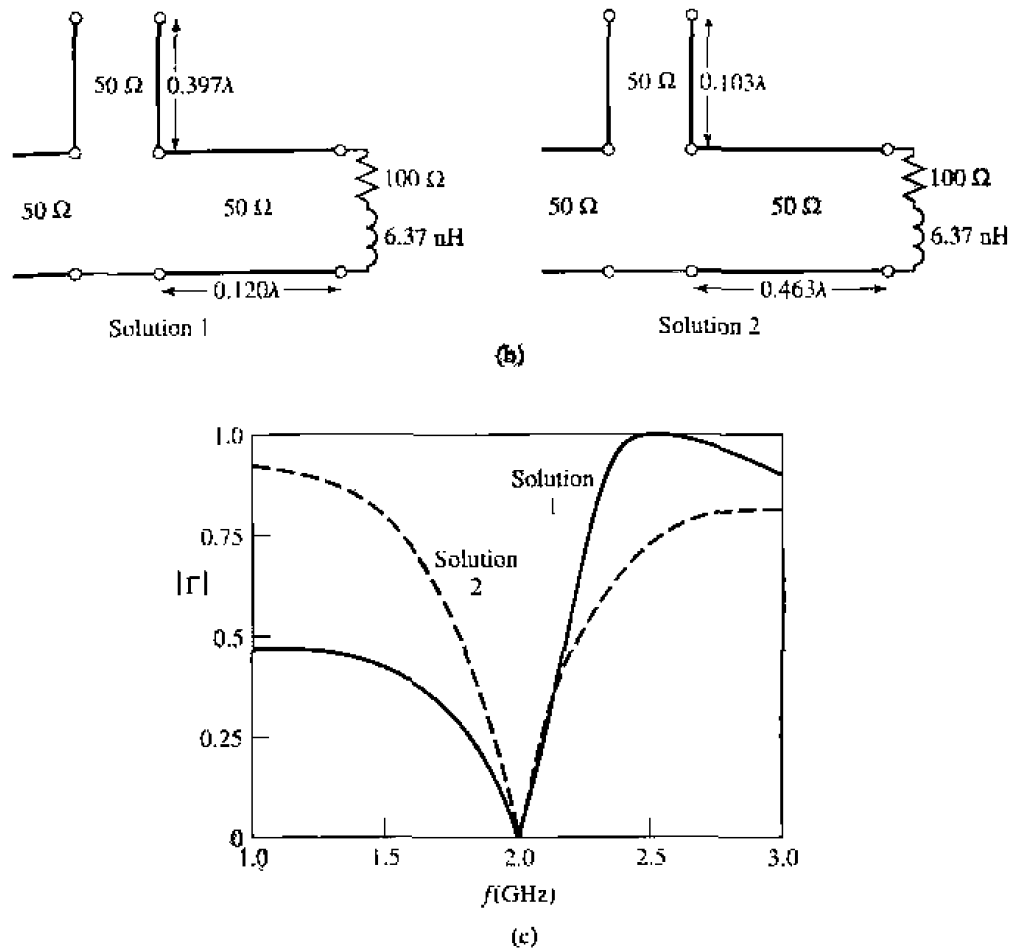 50 Ω 0.397λ
50 Ω 0.103λ
100 Ω
50 Ω
50 Ω
6.37 nH
0.120λ
Solution 1
100 Ω
50 Ω
50 Ω
6.37 nH
0.463λ
Solution 2
(b)
1.0
0.75
|Γ|
0.5
0.25
0
Solution
1
Solution
2
1.0
1.5
2.0
2.5
3.0
f(GHz)
(c)